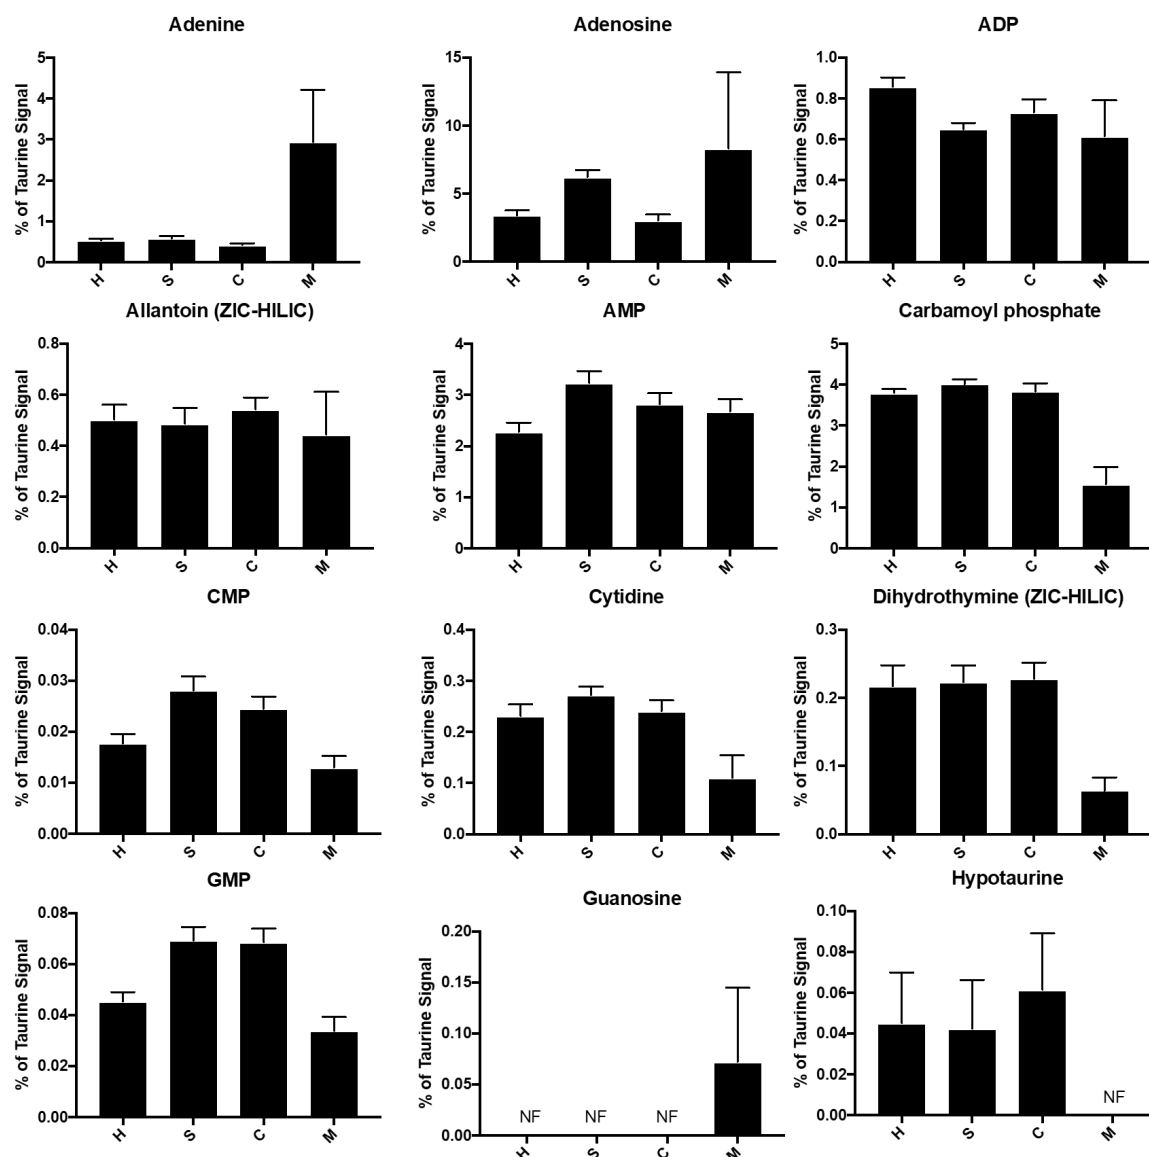 Adenine
Adenosine
ADP
% of Taurine Signal
5
4
3
2
1
0
H
S
C
M
% of Taurine Signal
15
10
5
0
H
S
C
M
% of Taurine Signal
1.0
0.8
0.6
0.4
0.2
0.0
H
S
C
M
Allantoin (ZIC-HILIC)
AMP
Carbamoyl phosphate
% of Taurine Signal
0.8
0.6
0.4
0.2
0.0
H
S
C
M
% of Taurine Signal
4
3
2
1
0
H
S
C
M
% of Taurine Signal
5
4
3
2
1
0
H
S
C
M
CMP
Cytidine
Dihydrothymine (ZIC-HILIC)
% of Taurine Signal
0.04
0.03
0.02
0.01
0.00
H
S
C
M
% of Taurine Signal
0.4
0.3
0.2
0.1
0.0
H
S
C
M
% of Taurine Signal
0.3
0.2
0.1
0.0
H
S
C
M
GMP
Guanosine
Hypotaurine
% of Taurine Signal
0.08
0.06
0.04
0.02
0.00
H
S
C
M
% of Taurine Signal
0.20
0.15
0.10
0.05
0.00
NF
NF
NF
H
S
C
M
% of Taurine Signal
0.10
0.08
0.06
0.04
0.02
0.00
NF
H
S
C
M